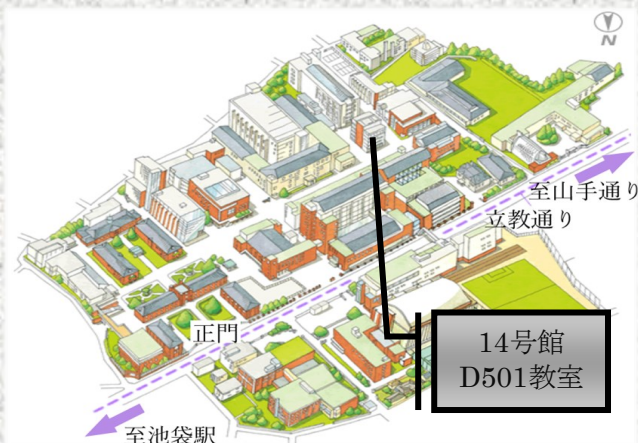 N
至山手通り
立教通り
14号館
D501教室
正門
至池袋駅